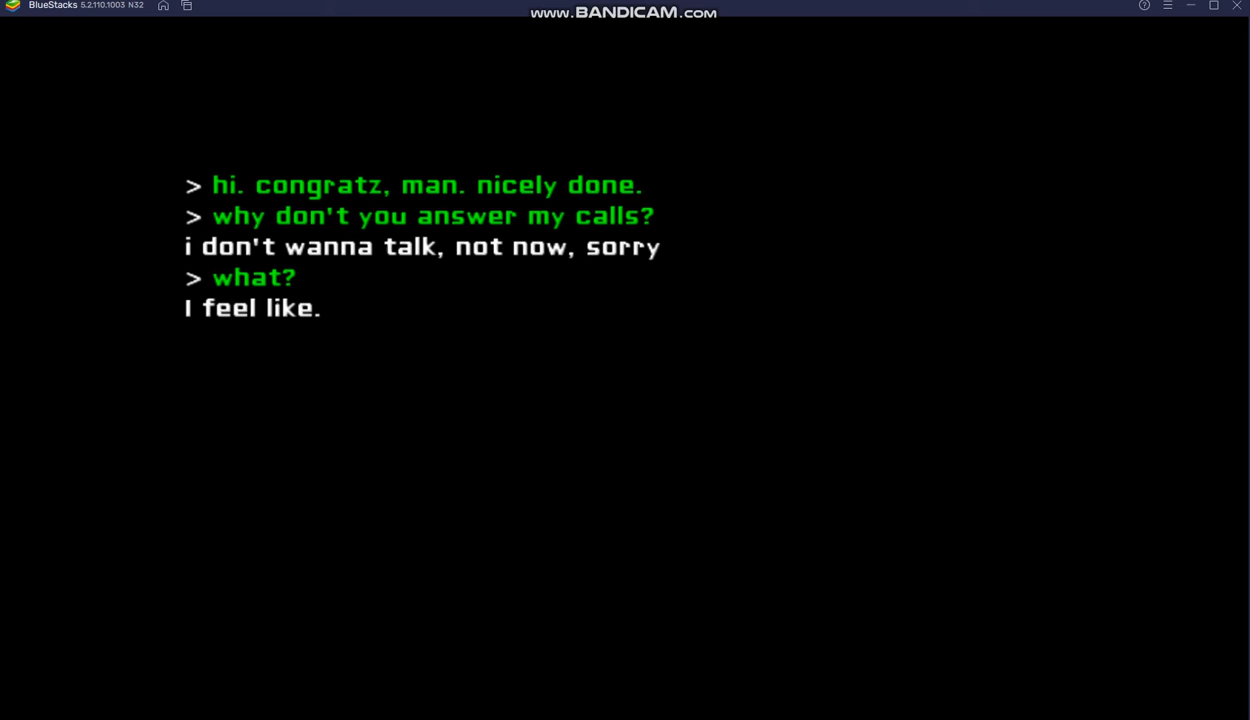 BlueStacks 5.2.110.1003 N32
www.BANDICAM.com
> hi. congratz, man. nicely done.
> why don't you answer my calls?
i don't wanna talk, not now, sorry
> what?
I feel like.